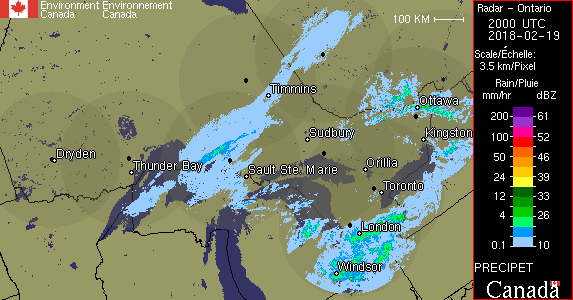 Environment Environnement
Canada Canada
100 KM
Timmins
Ottawa
Sudbury
Kingston
Dryden
Thunder Bay
Sault Ste. Marie
Orillia
Toronto
London
Windsor
Radar - Ontario
2000 UTC
2018-02-19
Scale/Échelle:
3.5 km/Pixel
Rain/Pluie
mm/hr dBZ
200 61
100 52
50 46
24 39
12 33
4 26
0.1 10
PRECIPET
Canada